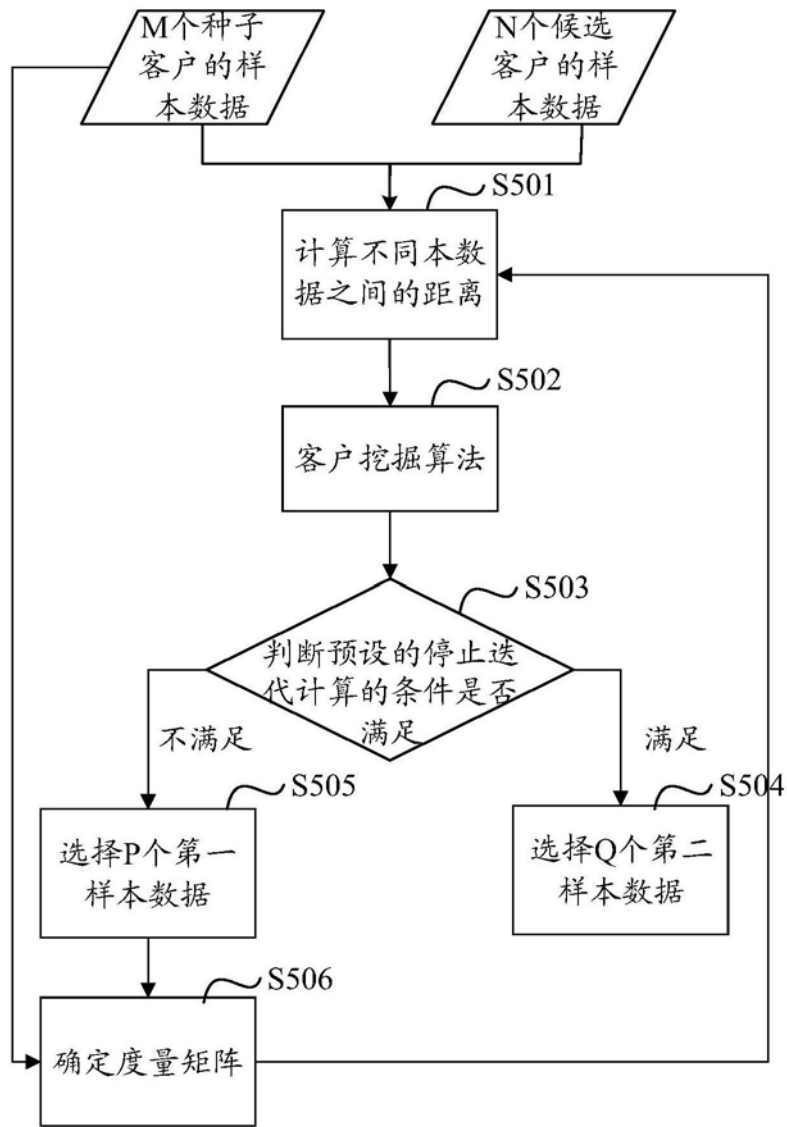 M个种子
客户的样
本数据
N个候选
客户的样
本数据
S501
计算不同本数
据之间的距离
S502
客户挖掘算法
S503
判断预设的停止迭
代计算的条件是否
满足
不满足
满足
S505
选择P个第一
样本数据
S504
选择Q个第二
样本数据
S506
确定度量矩阵